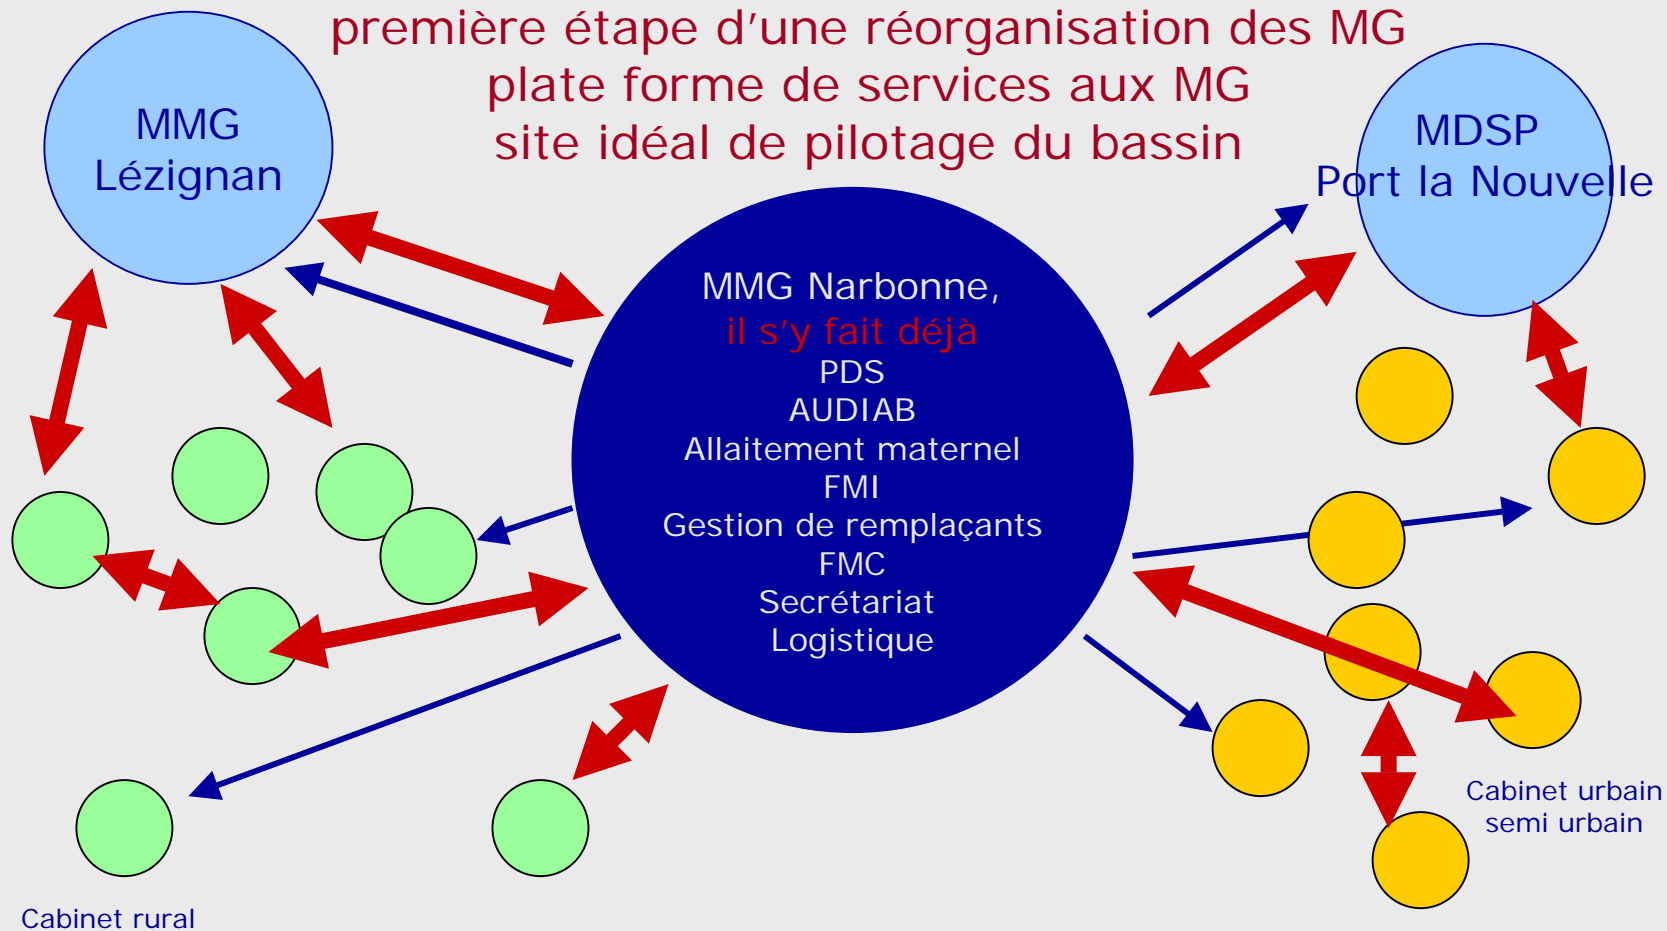 première étape d'une réorganisation des MG
plate forme de services aux MG
site idéal de pilotage du bassin
MMG
Lézignan
MDSP
Port la Nouvelle
MMG Narbonne,
il s'y fait déjà
PDS
AUDIAB
Allaitement maternel
FMI
Gestion de remplaçants
FMC
Secrétariat
Logistique
Cabinet urbain
semi urbain
Cabinet rural